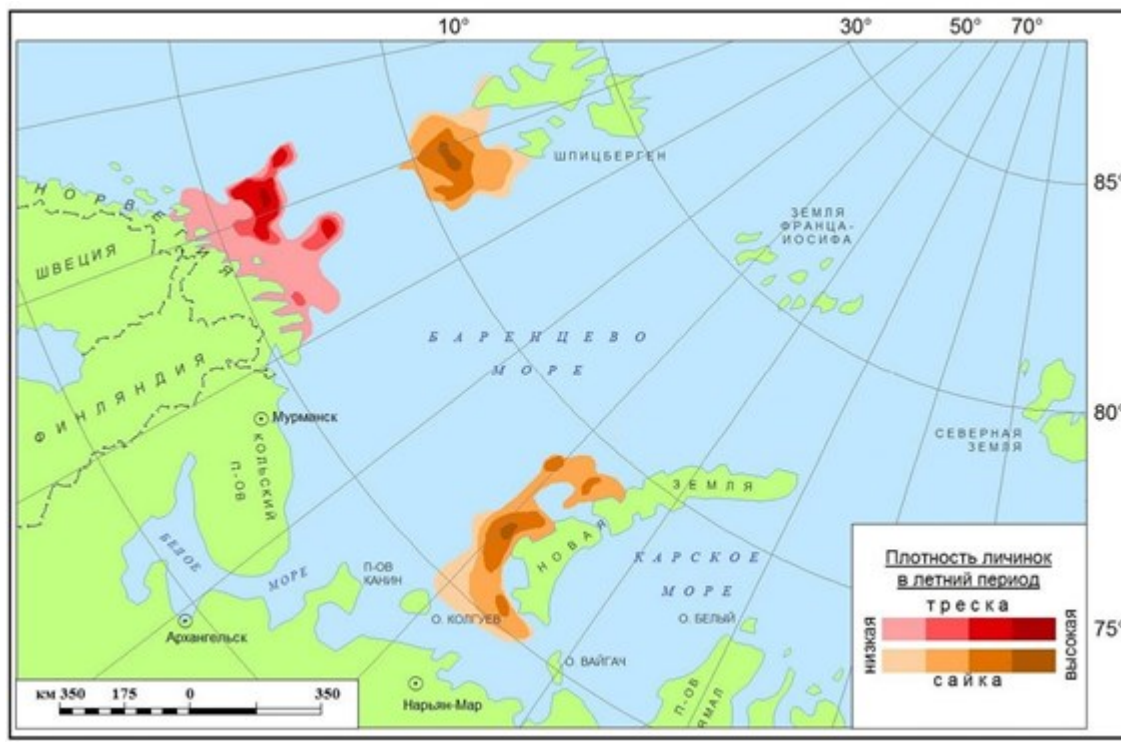 10° 30° 50° 70°
ШПИЦБЕРГЕН
85°
НОРВЕГИЯ
ЗЕМЛЯ
ФРАНЦА-
ИОСИФА
ШВЕЦИЯ
БАРЕНЦЕВО
МОРЕ
ФИНЛЯНДИЯ
80°
Мурманск
СЕВЕРНАЯ
ЗЕМЛЯ
КОЛЬСКИЙ
П-ОВ
НОВАЯ ЗЕМЛЯ
БЕЛОЕ МОРЕ
П-ОВ
КАНИН
КАРСКОЕ
МОРЕ
О. КОЛГУЕВ
О. БЕЛЫЙ
Архангельск
О. ВАЙГАЧ
75°
П-ОВ
ЯМАЛ
Нарьян-Мар
км 350 175 0 350
Плотность личинок
в летний период
треска
низкая
высокая
сайка